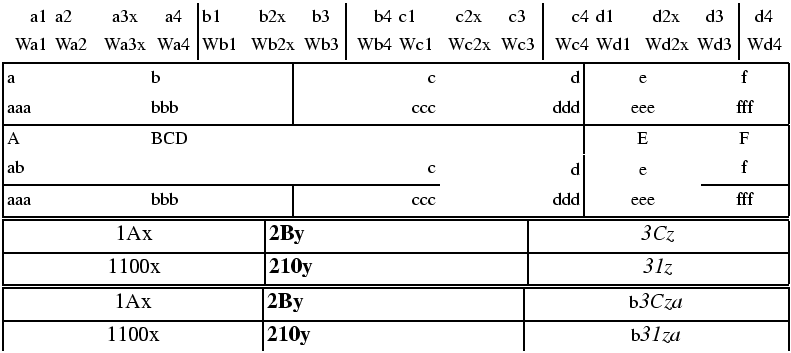 a1 a2 a3x a4 b1 b2x b3 b4 c1 c2x c3 c4 d1 d2x d3 d4
Wa1 Wa2 Wa3x Wa4 Wb1 Wb2x Wb3 Wb4 Wc1 Wc2x Wc3 Wc4 Wd1 Wd2x Wd3 Wd4
a b c d e f
aaa bbb ccc ddd eee fff
A BCD E F
ab c d e f
aaa bbb ccc ddd eee fff
1Ax 2By 3Cz
1100x 210y 31z
1Ax 2By b3Cza
1100x 210y b31za